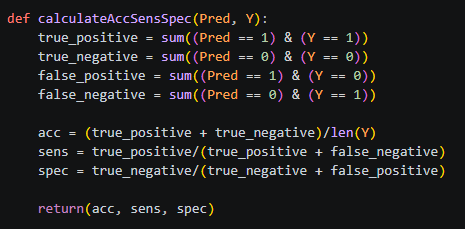 def calculateAccSensSpec(Pred, Y):
    true_positive = sum((Pred == 1) & (Y == 1))
    true_negative = sum((Pred == 0) & (Y == 0))
    false_positive = sum((Pred == 1) & (Y == 0))
    false_negative = sum((Pred == 0) & (Y == 1))

    acc = (true_positive + true_negative)/len(Y)
    sens = true_positive/(true_positive + false_negative)
    spec = true_negative/(true_negative + false_positive)

    return(acc, sens, spec)